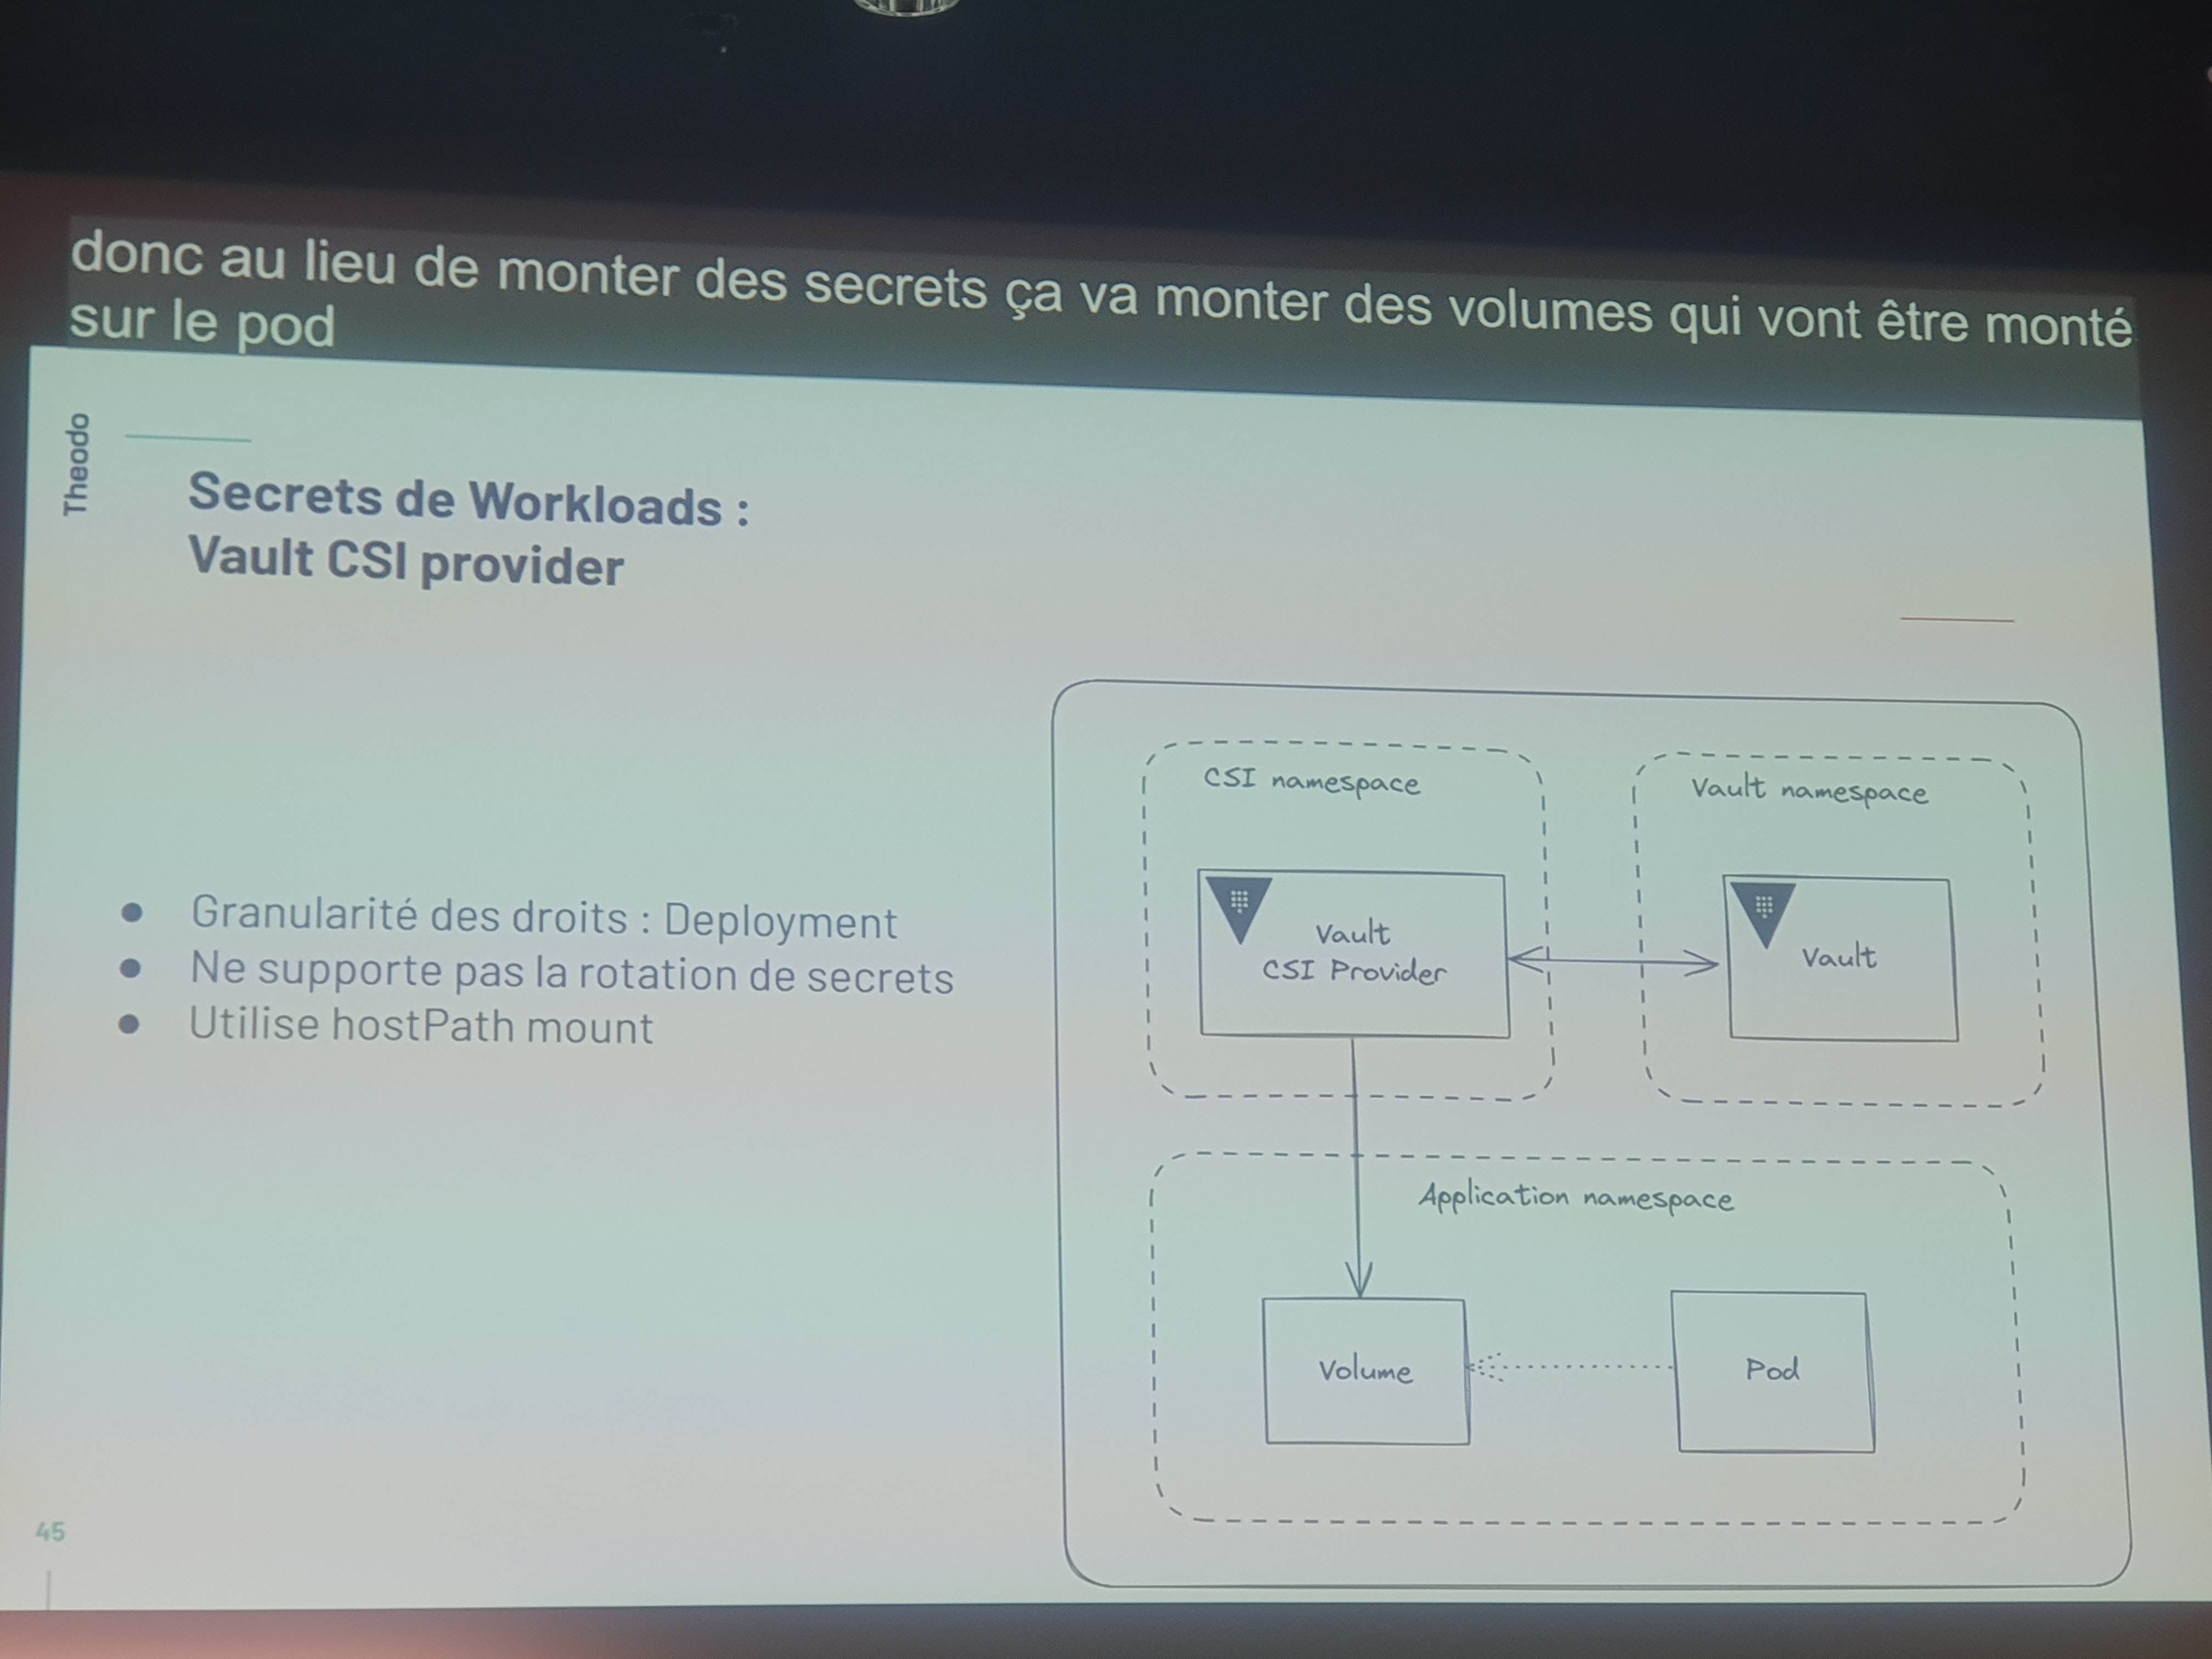 donc au lieu de monter des secrets ça va monter des volumes qui vont être monté
sur le pod
Theodo
Secrets de Workloads :
Vault CSI provider
● Granularité des droits : Deployment
● Ne supporte pas la rotation de secrets
● Utilise hostPath mount
CSI namespace
Vault namespace
Vault
CSI Provider
Vault
Application namespace
Volume
Pod
45